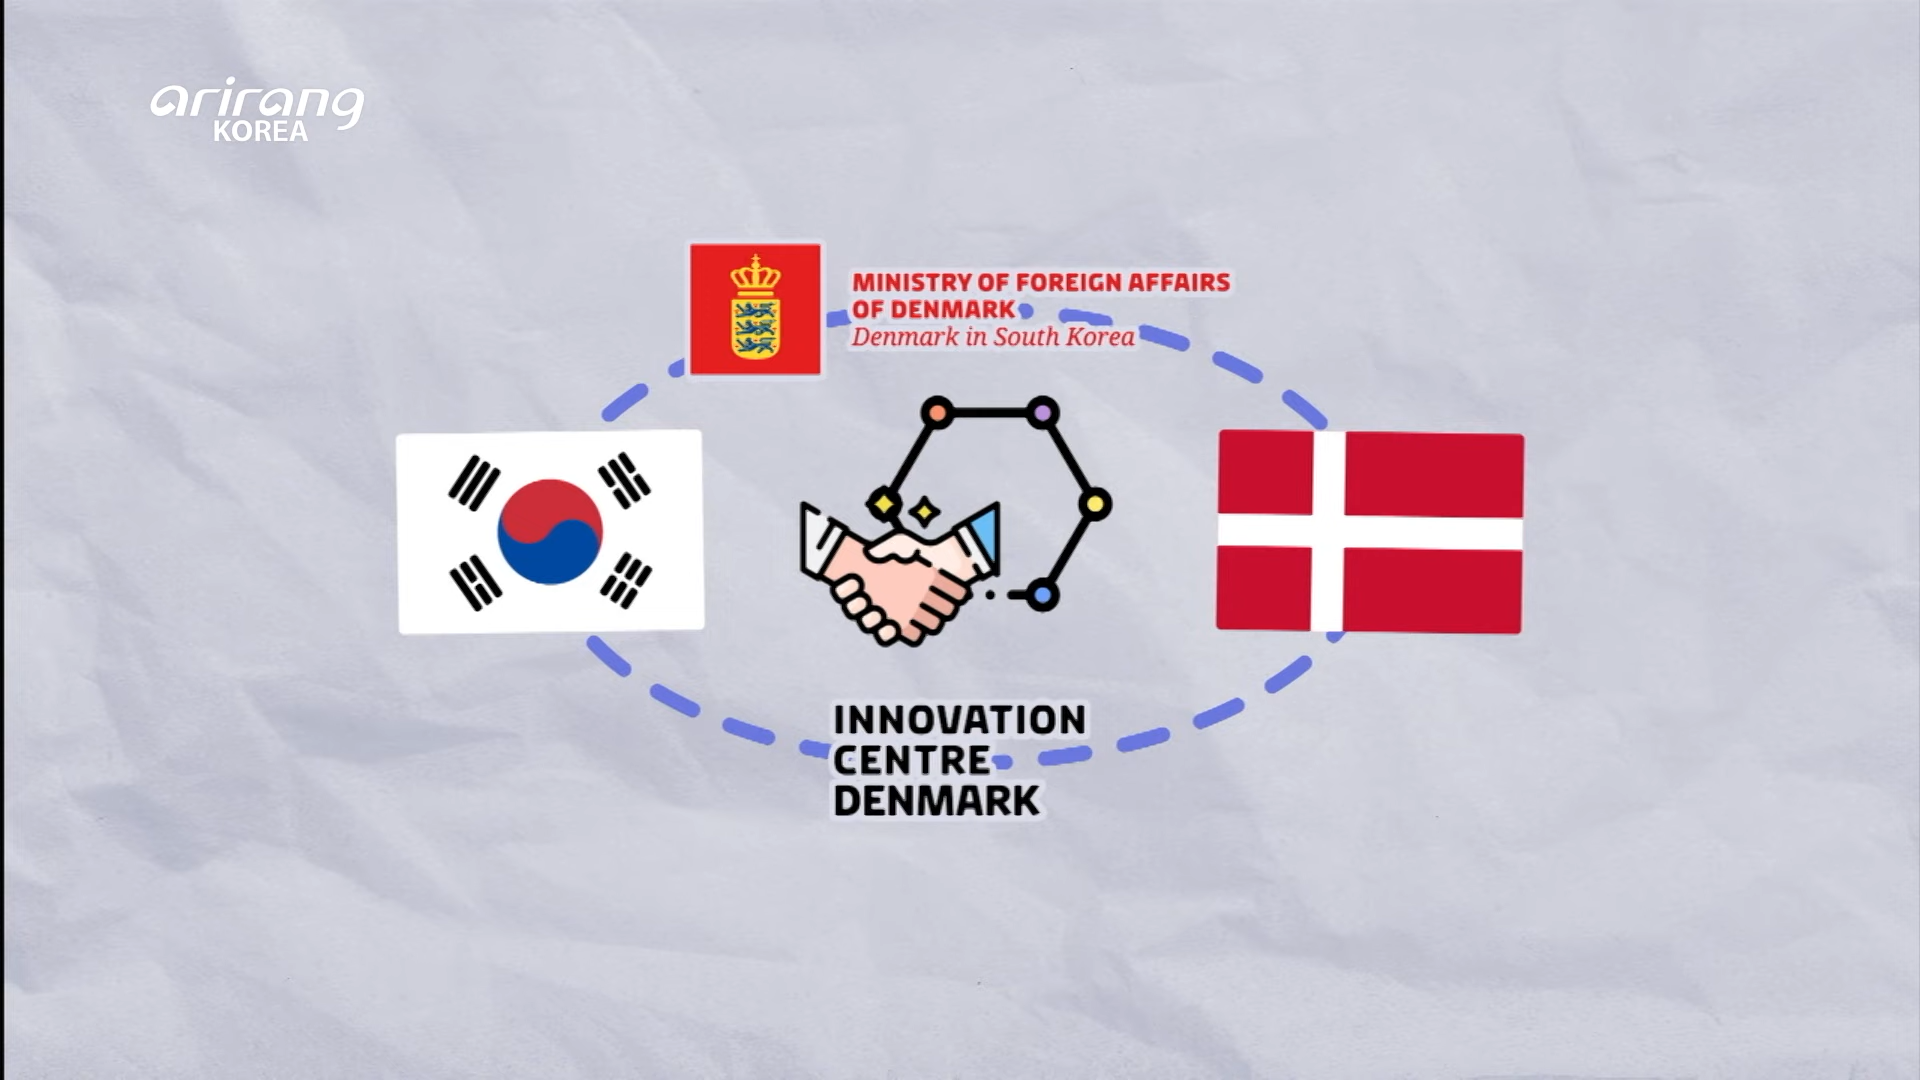 arirang
KOREA
MINISTRY OF FOREIGN AFFAIRS
OF DENMARK
Denmark in South Korea
INNOVATION
CENTRE
DENMARK